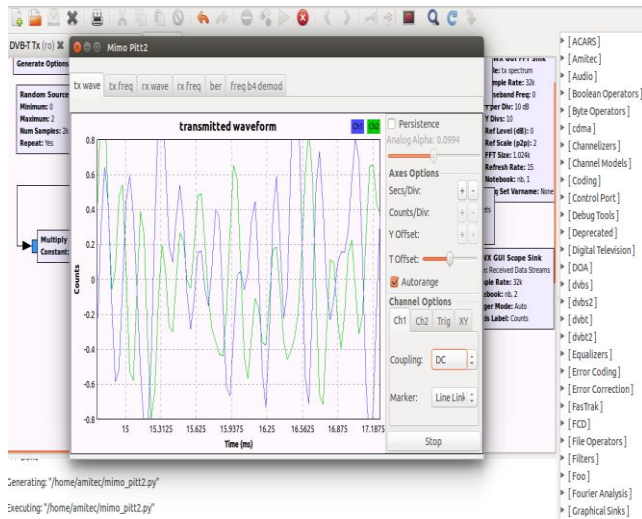 DVB-T Tx (ro)
Mimo Pitt2
Generate Options
Random Source
Minimum: 0
Maximum: 2
Num Samples: 2k
Repeat: Yes
Multiply
Constant:
tx wave
tx freq
rx wave
rx freq
ber
freq b4 demod
transmitted waveform
Ch1
Ch2
0.8
0.6
0.4
0.2
0
-0.2
-0.4
-0.6
-0.8
Counts
15
15.3125
15.625
15.9375
16.25
16.5625
16.875
17.1875
Time (ms)
Persistence
Analog Alpha: 0.0994
Axes Options
Secs/Div:
+ -
Counts/Div:
+ -
Y Offset:
+ -
T Offset:
Autorange
Channel Options
Ch1
Ch2
Trig
XY
Coupling:
DC
Marker:
Line Link
Stop
WX GUI FFT Sink
le: tx spectrum
mple Rate: 32k
seband Freq: 0
per Div: 10 dB
Y Divs: 10
Ref Level (dB): 0
Ref Scale (p2p): 2
FFT Size: 1.024k
Refresh Rate: 15
Notebook: nb, 1
q Set Varname: None
WX GUI Scope Sink
e: Received Data Streams
ple Rate: 32k
ebook: nb, 2
ger Mode: Auto
is Label: Counts
[ ACARS ]
[ Amitec ]
[ Audio ]
[ Boolean Operators ]
[ Byte Operators ]
[ cdma ]
[ Channelizers ]
[ Channel Models ]
[ Coding ]
[ Control Port ]
[ Debug Tools ]
[ Deprecated ]
[ Digital Television ]
[ DOA ]
[ dvbs ]
[ dvbs2 ]
[ dvbt ]
[ dvbt2 ]
[ Equalizers ]
[ Error Coding ]
[ Error Correction ]
[ FasTrak ]
[ FCD ]
[ File Operators ]
[ Filters ]
[ Foo ]
[ Fourier Analysis ]
[ Graphical Sinks ]
Generating: "/home/amitec/mimo_pitt2.py"
Executing: "/home/amitec/mimo_pitt2.py"